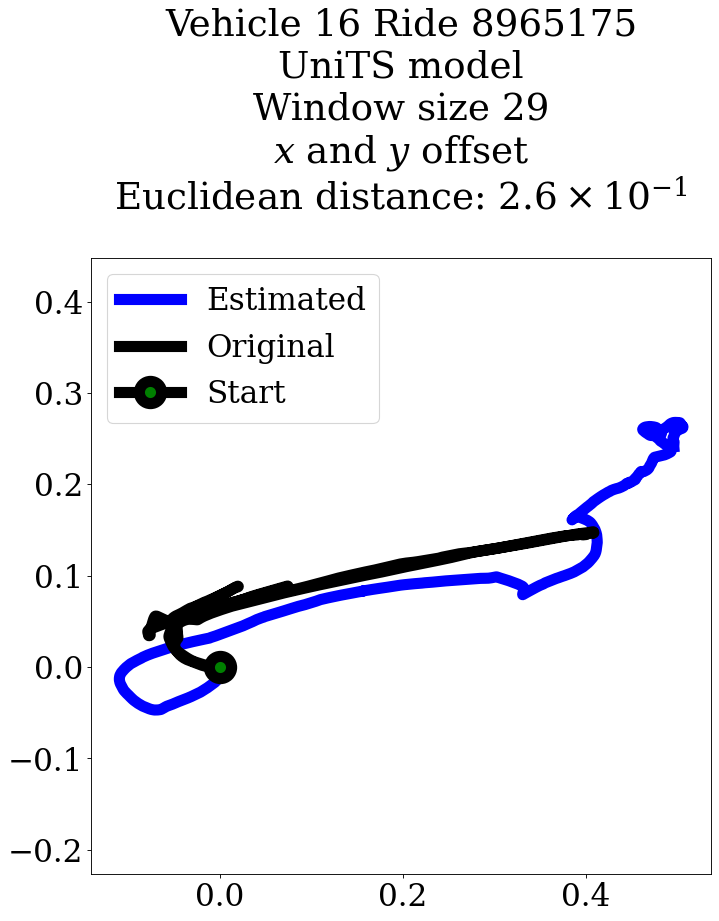 Vehicle 16 Ride 8965175
UniTS model
Window size 29
x and y offset
Euclidean distance: 2.6 × 10⁻¹
Estimated
Original
Start
0.4
0.3
0.2
0.1
0.0
−0.1
−0.2
0.0 0.2 0.4